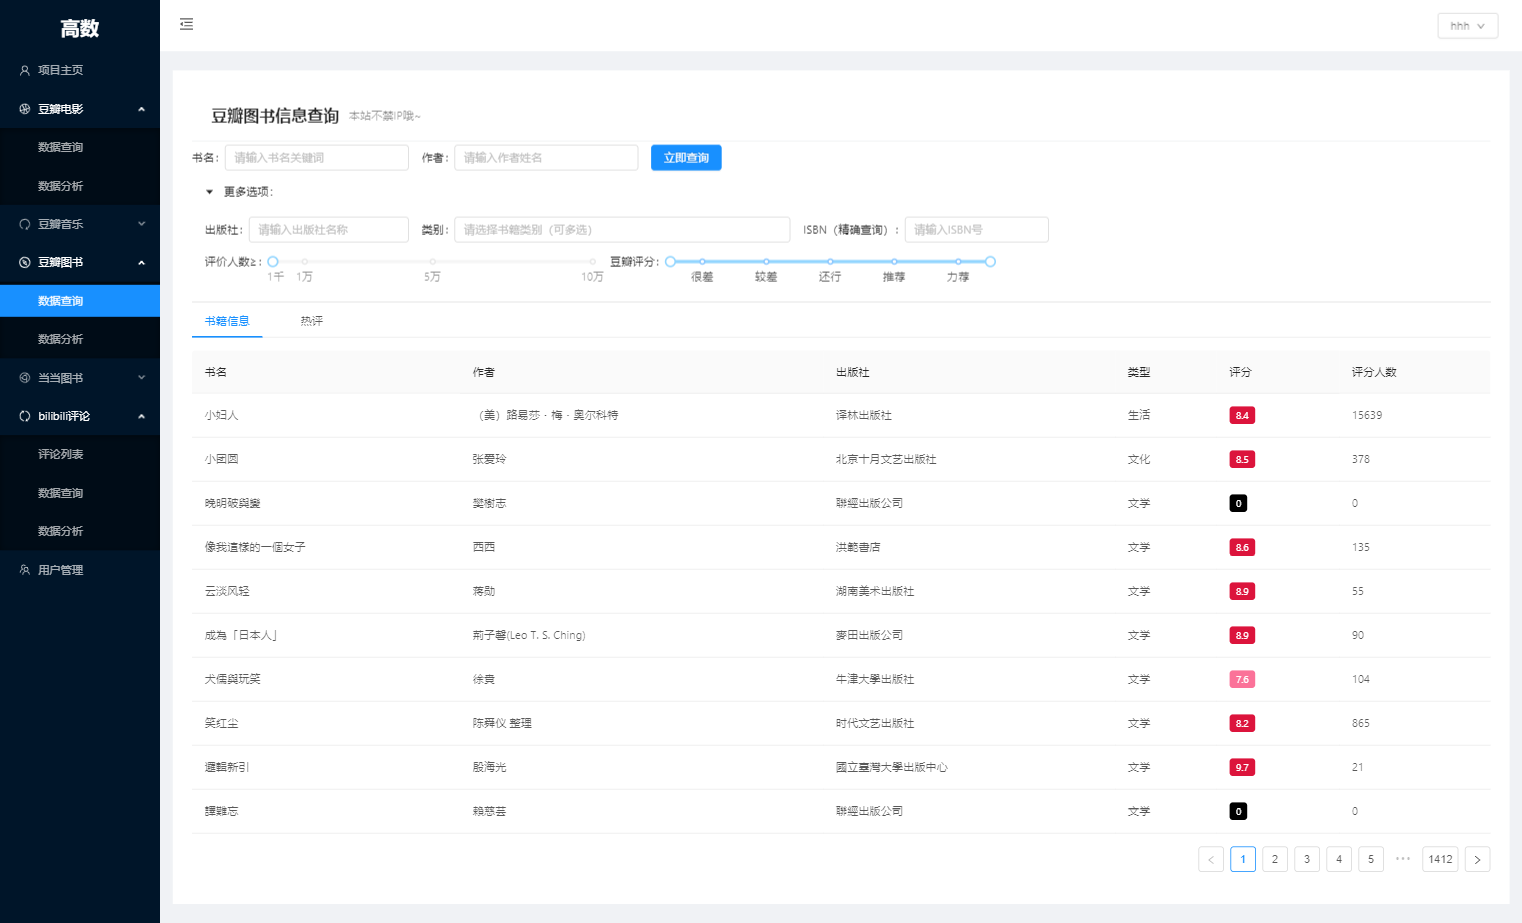 高数
hhh
项目主页
豆瓣电影
数据查询
数据分析
豆瓣音乐
豆瓣图书
数据查询
数据分析
当当图书
bilibili评论
评论列表
数据查询
数据分析
用户管理
豆瓣图书信息查询 本站不禁IP哦~
书名: 请输入书名关键词 作者: 请输入作者姓名 立即查询
更多选项:
出版社: 请输入出版社名称 类别: 请选择书籍类别（可多选） ISBN（精确查询）: 请输入ISBN号
评价人数≥: 豆瓣评分:
1千 1万 5万 10万 很差 较差 还行 推荐 力荐
书籍信息 热评
书名 作者 出版社 类型 评分 评分人数
小妇人 （美）路易莎·梅·奥尔科特 译林出版社 生活 8.4 15639
小团圆 张爱玲 北京十月文艺出版社 文化 8.5 378
晚明破與變 樊樹志 聯經出版公司 文学 0 0
像我這樣的一個女子 西西 洪範書店 文学 8.6 135
云淡风轻 蒋勋 湖南美术出版社 文学 8.9 55
成為「日本人」 荊子馨(Leo T. S. Ching) 麥田出版公司 文学 8.9 90
犬儒與玩笑 徐賁 牛津大學出版社 文学 7.6 104
笑红尘 陈舜仪 整理 时代文艺出版社 文学 8.2 865
邏輯新引 殷海光 國立臺灣大學出版中心 文学 9.7 21
譯難忘 賴慈芸 聯經出版公司 文学 0 0
< 1 2 3 4 5 ••• 1412 >